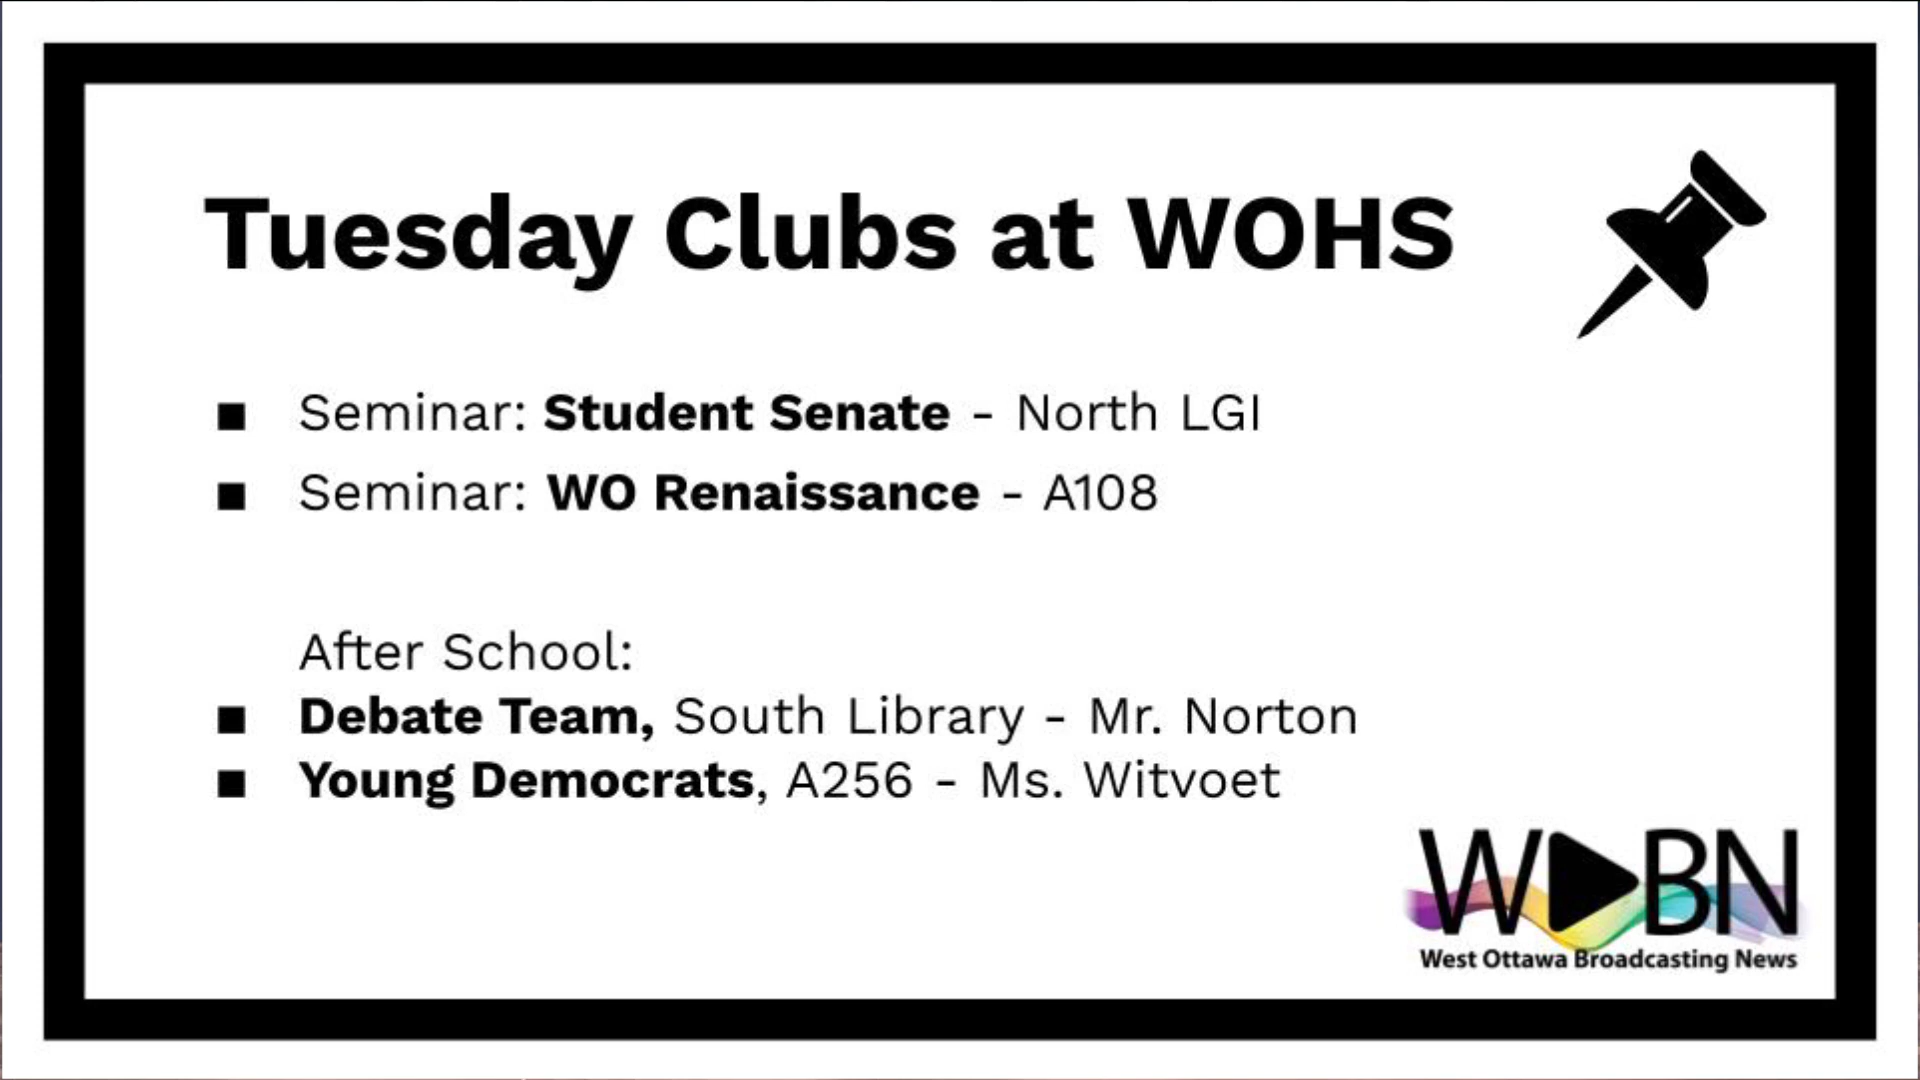 Tuesday Clubs at WOHS
■ Seminar: Student Senate - North LGI
■ Seminar: WO Renaissance - A108
After School:
■ Debate Team, South Library - Mr. Norton
■ Young Democrats, A256 - Ms. Witvoet
W▶BN
West Ottawa Broadcasting News